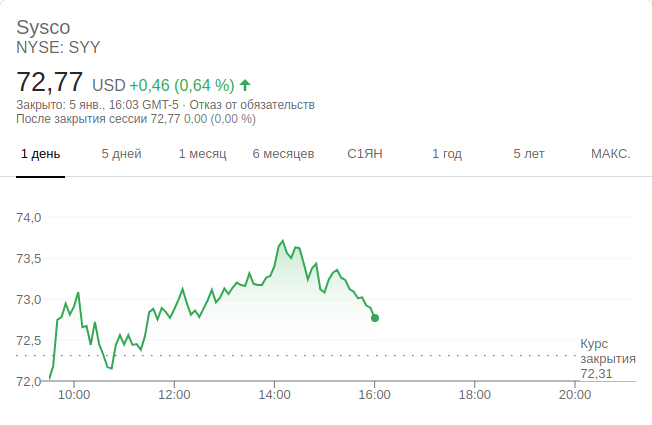 Sysco
NYSE: SYY
72,77 USD +0,46 (0,64 %)
Закрыто: 5 янв., 16:03 GMT-5 · Отказ от обязательств
После закрытия сессии 72,77 0,00 (0,00 %)
1 день 5 дней 1 месяц 6 месяцев С1ЯН 1 год 5 лет МАКС.
74,0
73,5
73,0
72,5
72,0
Курс
закрытия
72,31
10:00 12:00 14:00 16:00 18:00 20:00